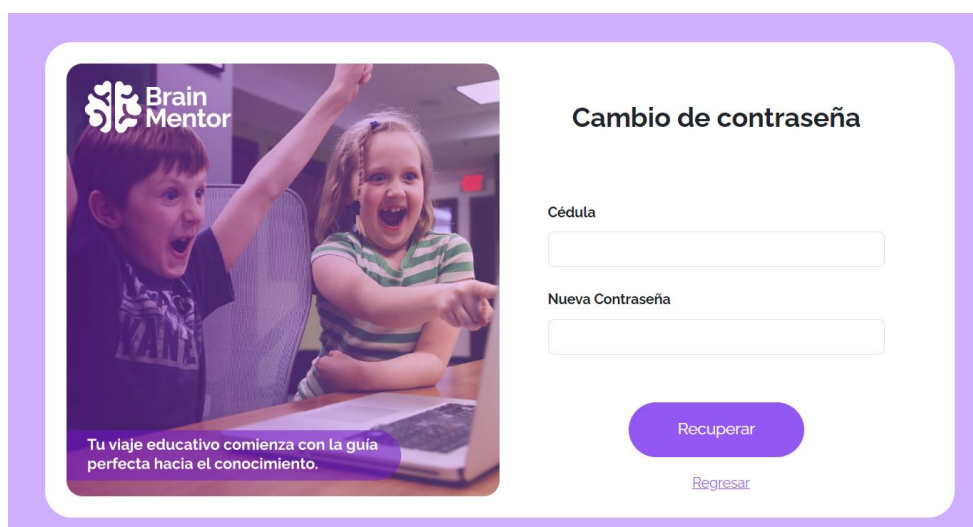 Brain
Mentor
Tu viaje educativo comienza con la guía
perfecta hacia el conocimiento.
Cambio de contraseña
Cédula
Nueva Contraseña
Recuperar
Regresar